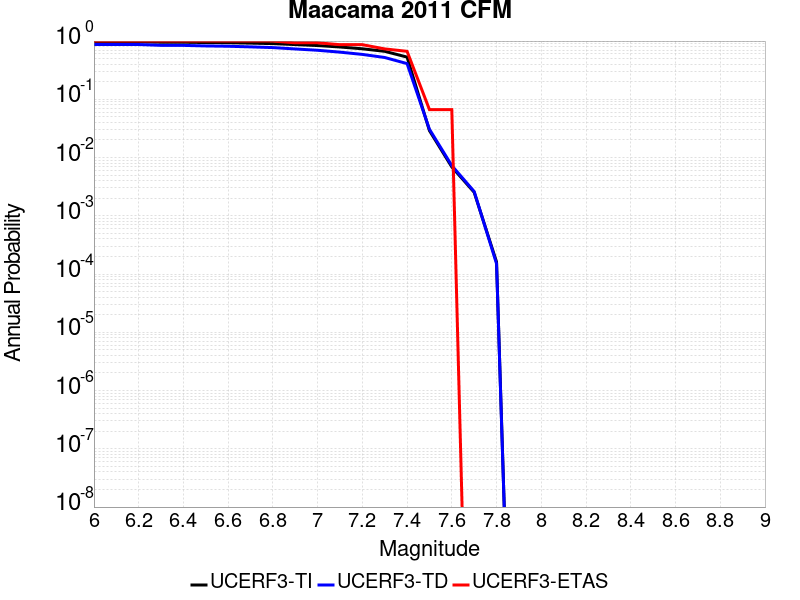 Maacama 2011 CFM
10^0
10^-1
10^-2
10^-3
10^-4
10^-5
10^-6
10^-7
10^-8
Annual Probability
6 6.2 6.4 6.6 6.8 7 7.2 7.4 7.6 7.8 8 8.2 8.4 8.6 8.8 9
Magnitude
UCERF3-TI UCERF3-TD UCERF3-ETAS